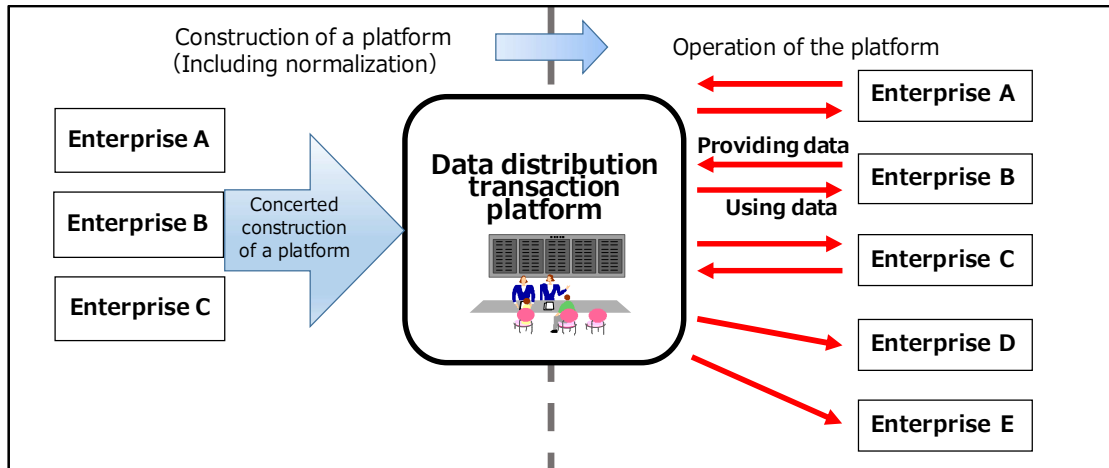 Construction of a platform
（Including normalization）
Operation of the platform
Enterprise A
Enterprise B
Enterprise C
Concerted
construction
of a platform
Data distribution
transaction
platform
Providing data
Using data
Enterprise A
Enterprise B
Enterprise C
Enterprise D
Enterprise E